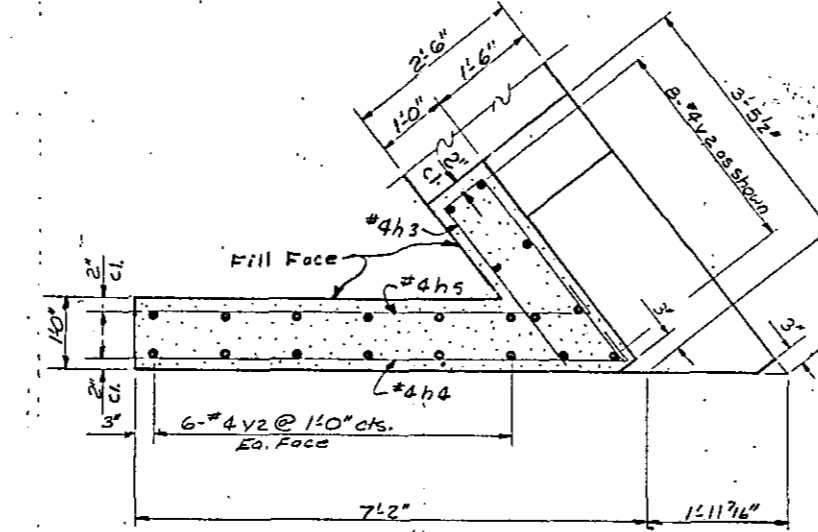 2'-6"
1'-6"
1'-0"
2"
cl.
3'-5½"
8-#4v2 as shown
#4h3
Fill Face
2"
cl.
#4h5
1'-0"
3"
3"
2"
cl.
#4h4
3"
6-#4 v2 @ 1'-0" cts.
Ea. Face
7'-2"
1'-11 7/16"